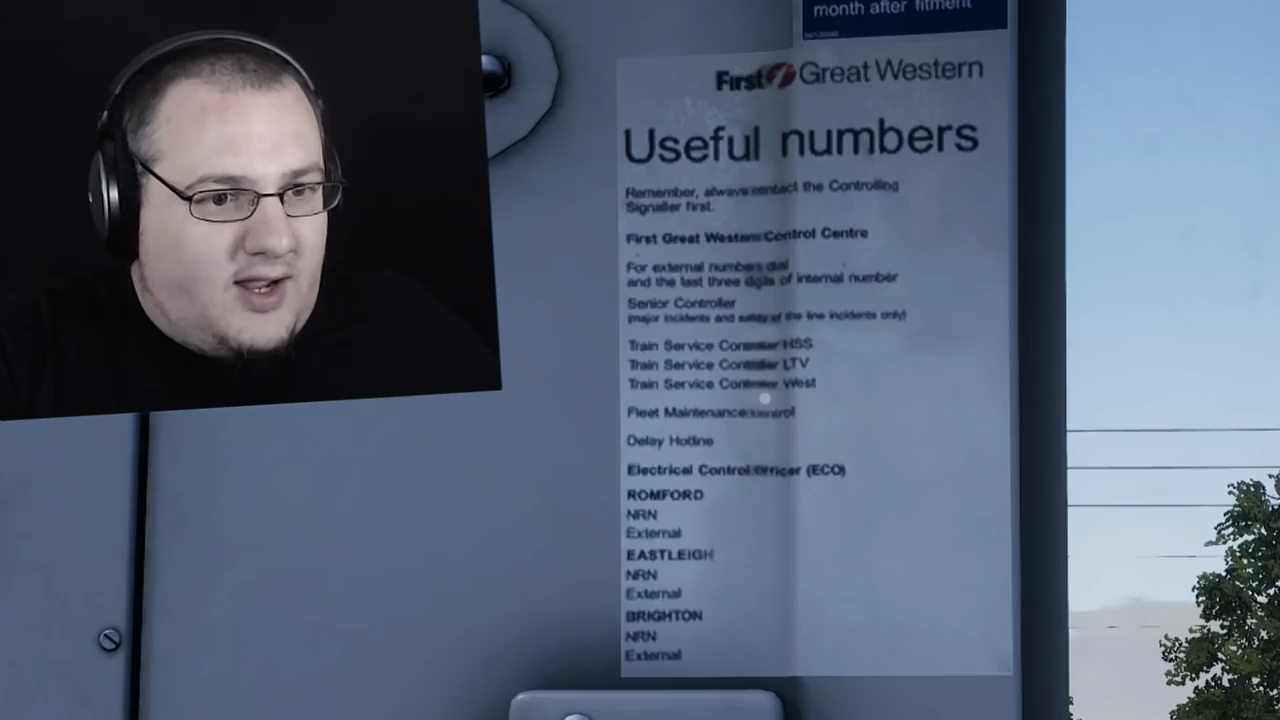 month after fitment
First Great Western
Useful numbers
Remember, always contact the Controlling
Signaller first.
First Great Western Control Centre
For external numbers dial
and the last three digits of internal number
Senior Controller
(major incidents and safety of the line incidents only)
Train Service Controller HSS
Train Service Controller LTV
Train Service Controller West
Fleet Maintenance Control
Delay Hotline
Electrical Control Officer (ECO)
ROMFORD
NRN
External
EASTLEIGH
NRN
External
BRIGHTON
NRN
External